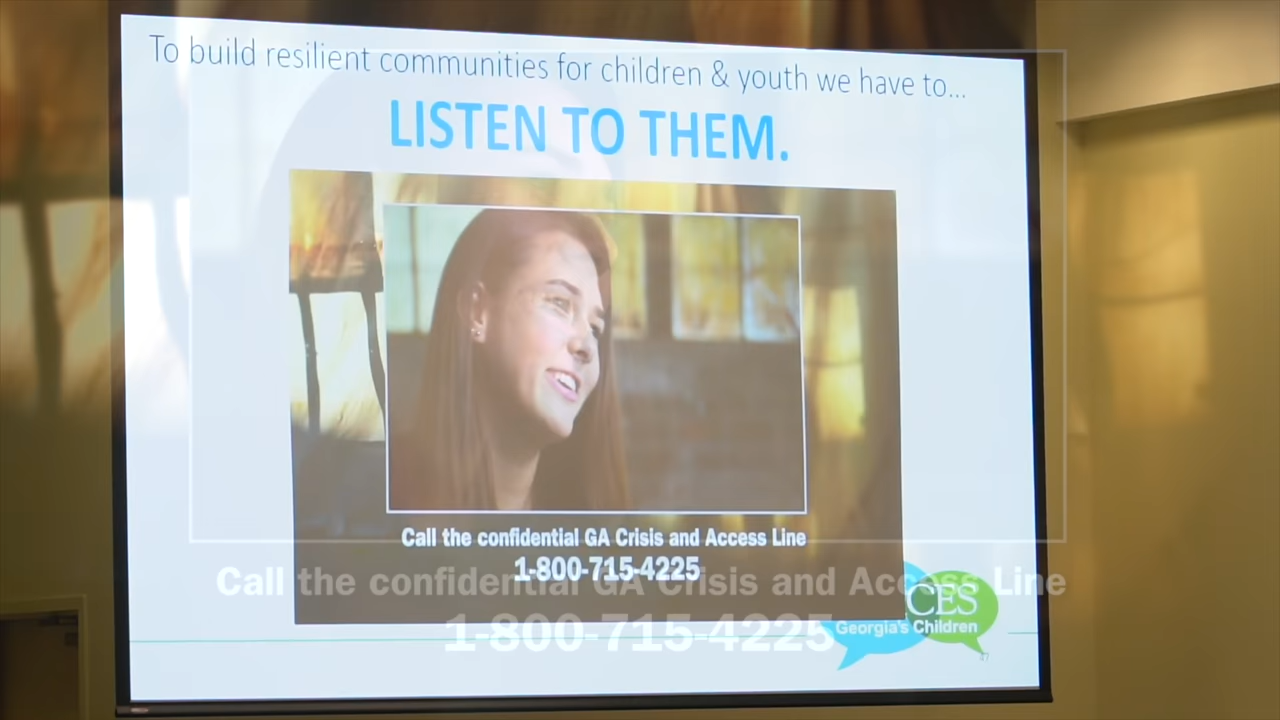 To build resilient communities for children & youth we have to...
LISTEN TO THEM.
Call the confidential GA Crisis and Access Line
1-800-715-4225
Call the confidential GA Crisis and Access Line
1-800-715-4225
CES
Georgia's Children
47